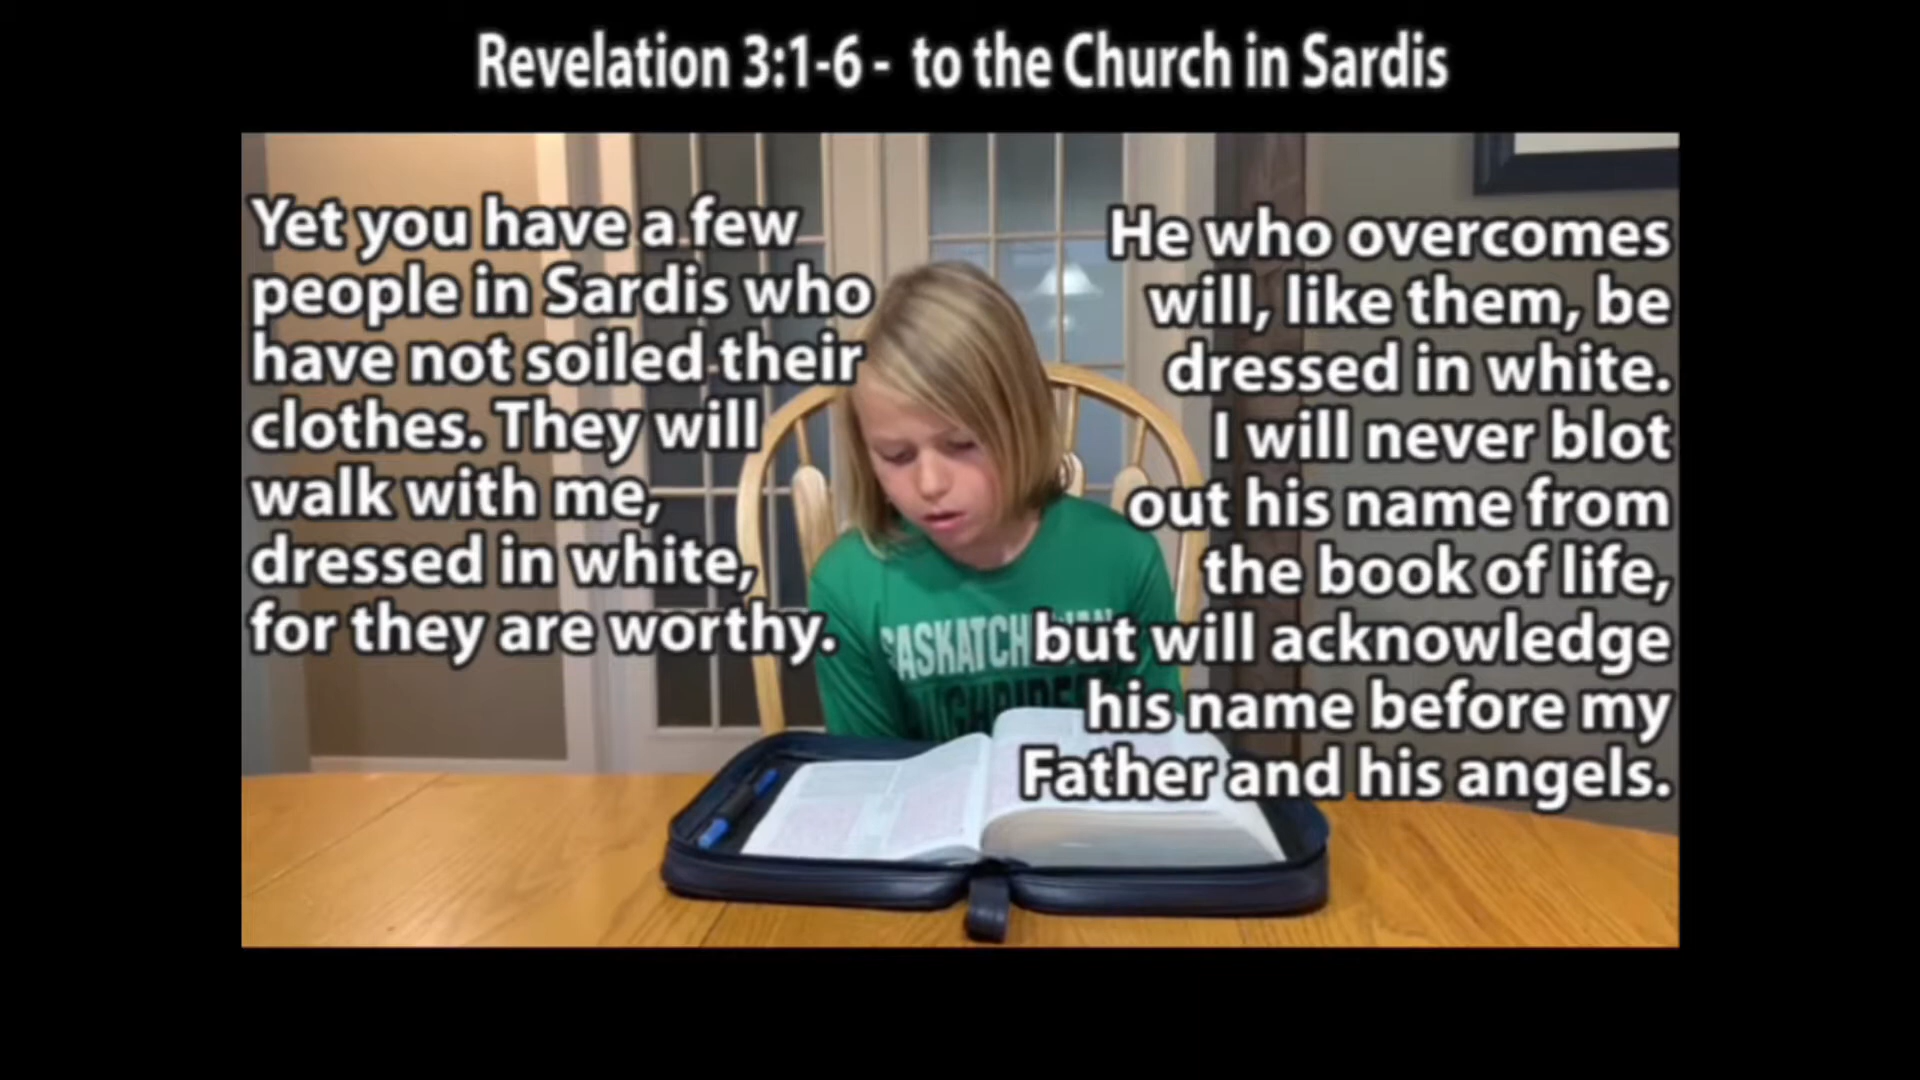 Revelation 3:1-6 - to the Church in Sardis
Yet you have a few
people in Sardis who
have not soiled their
clothes. They will
walk with me,
dressed in white,
for they are worthy.
He who overcomes
will, like them, be
dressed in white.
I will never blot
out his name from
the book of life,
but will acknowledge
his name before my
Father and his angels.